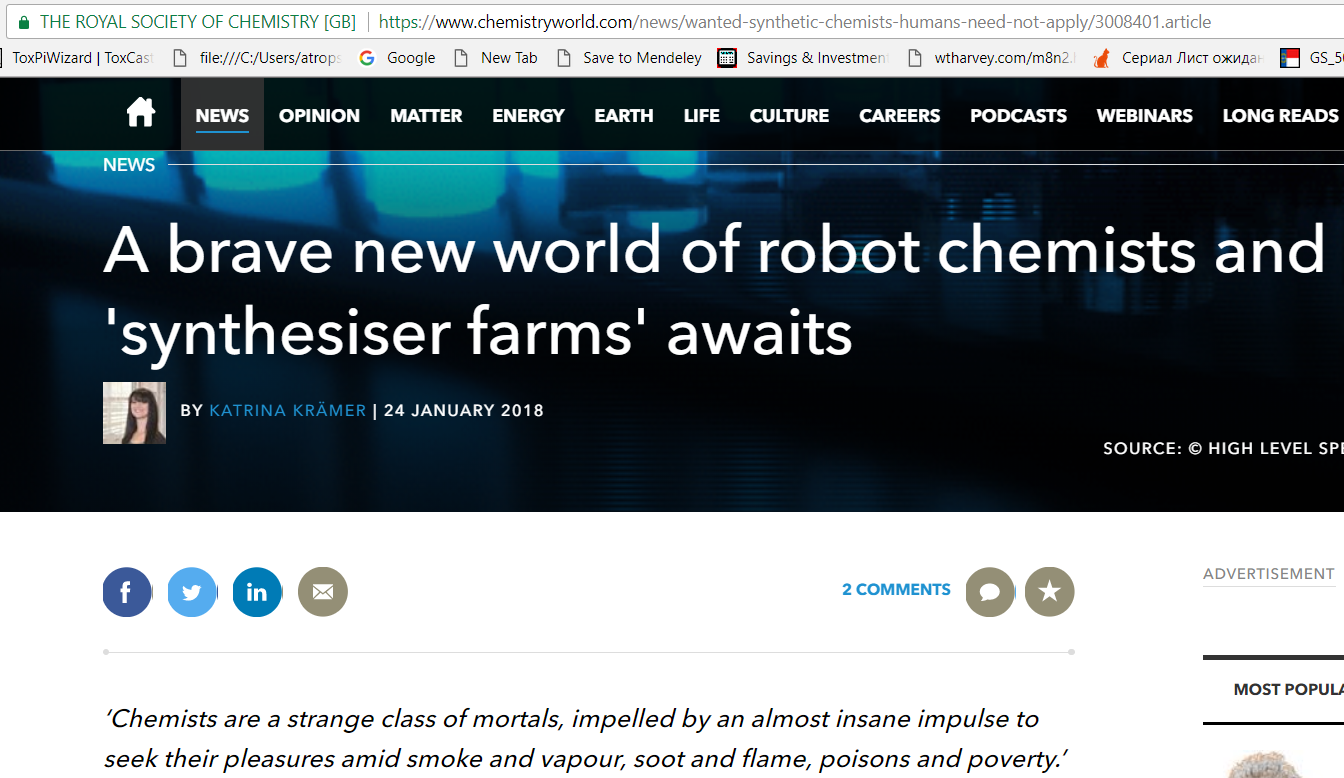 THE ROYAL SOCIETY OF CHEMISTRY [GB] https://www.chemistryworld.com/news/wanted-synthetic-chemists-humans-need-not-apply/3008401.article
ToxPiWizard | ToxCast file:///C:/Users/atrops Google New Tab Save to Mendeley Savings & Investment wtharvey.com/m8n2. Сериал Лист ожидан GS_50
NEWS OPINION MATTER ENERGY EARTH LIFE CULTURE CAREERS PODCASTS WEBINARS LONG READS
NEWS
A brave new world of robot chemists and
'synthesiser farms' awaits
BY KATRINA KRÄMER | 24 JANUARY 2018
SOURCE: © HIGH LEVEL SPE
f in 2 COMMENTS
ADVERTISEMENT
MOST POPULA
‘Chemists are a strange class of mortals, impelled by an almost insane impulse to
seek their pleasures amid smoke and vapour, soot and flame, poisons and poverty.’